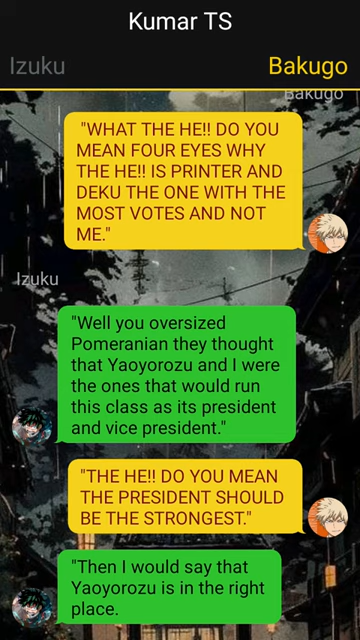 Kumar TS
Izuku
Bakugo
Bakugo
"WHAT THE HE!! DO YOU
MEAN FOUR EYES WHY
THE HE!! IS PRINTER AND
DEKU THE ONE WITH THE
MOST VOTES AND NOT
ME."
Izuku
"Well you oversized
Pomeranian they thought
that Yaoyorozu and I were
the ones that would run
this class as its president
and vice president."
"THE HE!! DO YOU MEAN
THE PRESIDENT SHOULD
BE THE STRONGEST."
"Then I would say that
Yaoyorozu is in the right
place.